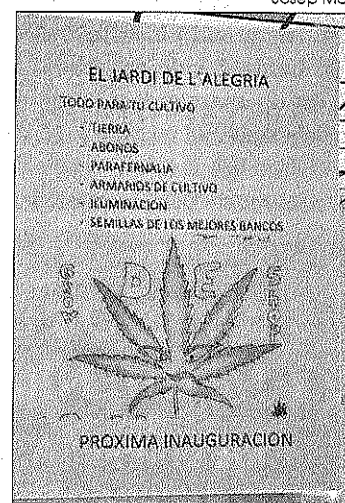 Josep
EL JARDI DE L'ALEGRIA
TODO PARA TU CULTIVO
- TIERRA
- ABONOS
- PARAFERNALIA
- ARMARIOS DE CULTIVO
- ILUMINACION
- SEMILLAS DE LOS MEJORES BANCOS
D E
PROXIMA INAUGURACION